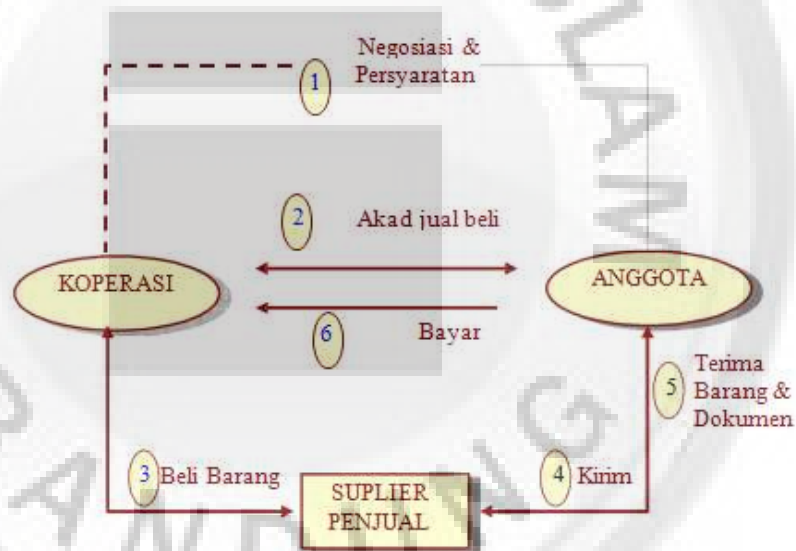 Negosiasi &
Persyaratan
1
2
Akad jual beli
KOPERASI
ANGGOTA
6
Bayar
5
Terima
Barang &
Dokumen
3
Beli Barang
4
Kirim
SUPLIER
PENJUAL